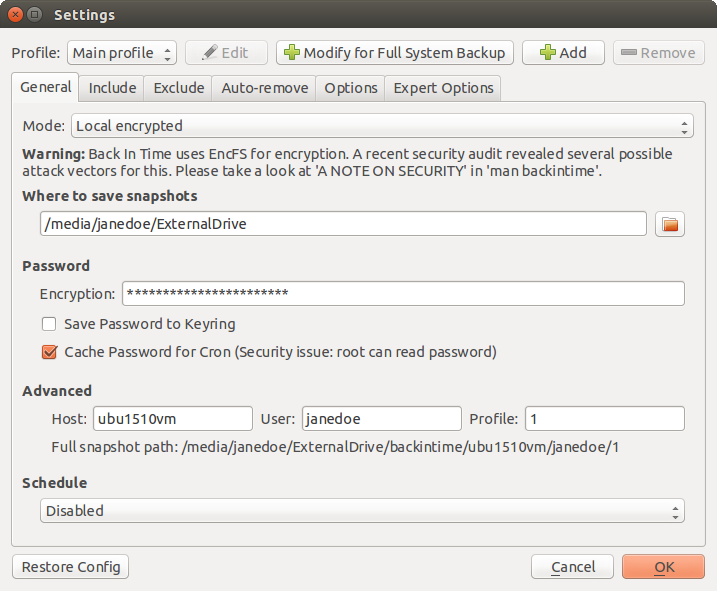 Settings
Profile: Main profile Edit Modify for Full System Backup Add Remove
General Include Exclude Auto-remove Options Expert Options
Mode: Local encrypted
Warning: Back In Time uses EncFS for encryption. A recent security audit revealed several possible
attack vectors for this. Please take a look at 'A NOTE ON SECURITY' in 'man backintime'.
Where to save snapshots
/media/janedoe/ExternalDrive
Password
Encryption: ***********************
Save Password to Keyring
Cache Password for Cron (Security issue: root can read password)
Advanced
Host: ubu1510vm User: janedoe Profile: 1
Full snapshot path: /media/janedoe/ExternalDrive/backintime/ubu1510vm/janedoe/1
Schedule
Disabled
Restore Config Cancel OK